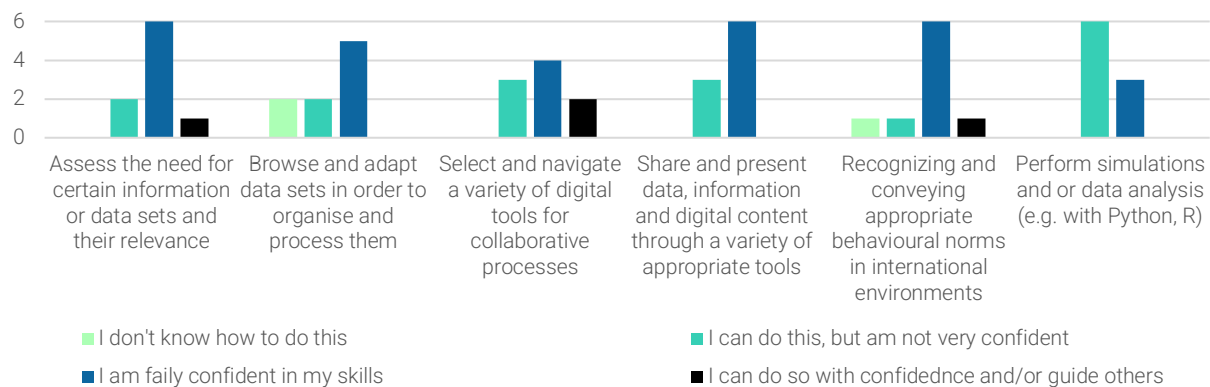 6
4
2
0
Assess the need for
certain information
or data sets and
their relevance
Browse and adapt
data sets in order to
organise and
process them
Select and navigate
a variety of digital
tools for
collaborative
processes
Share and present
data, information
and digital content
through a variety of
appropriate tools
Recognizing and
conveying
appropriate
behavioural norms
in international
environments
Perform simulations
and or data analysis
(e.g. with Python, R)
I don't know how to do this
I can do this, but am not very confident
I am faily confident in my skills
I can do so with confidednce and/or guide others